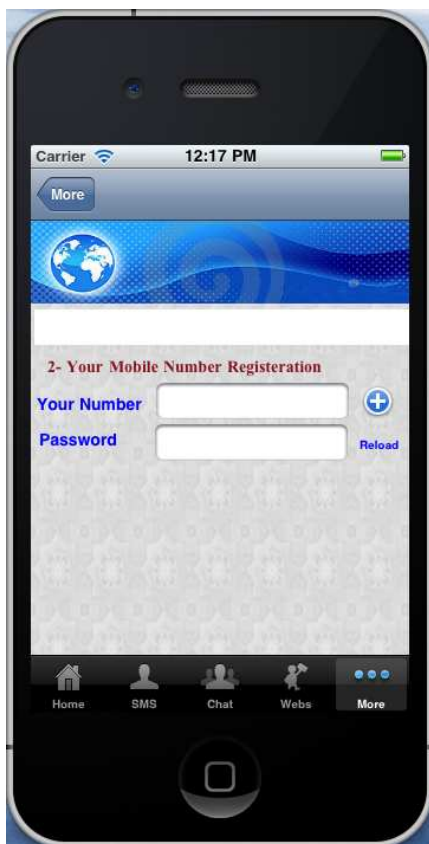 Carrier 12:17 PM
More
2- Your Mobile Number Registeration
Your Number
Password
Reload
Home SMS Chat Webs More